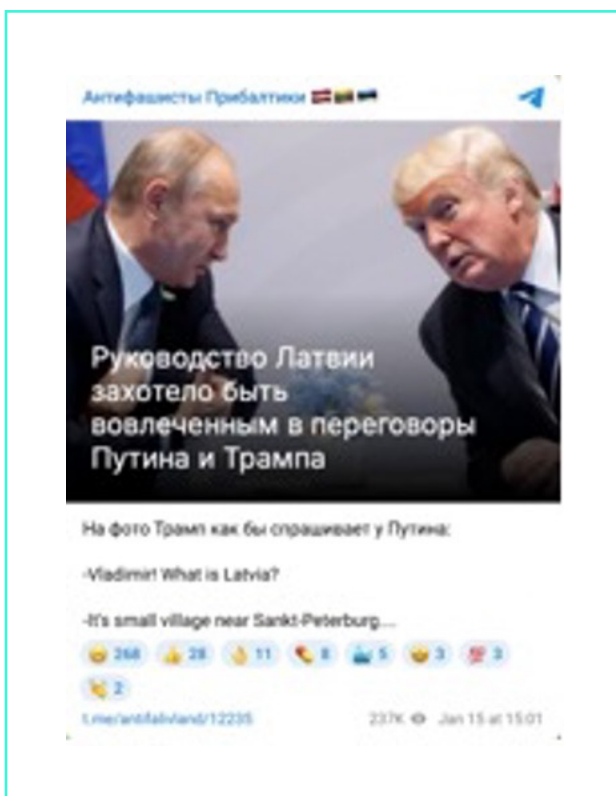 Антифашисты Прибалтики
Руководство Латвии
захотело быть
вовлеченным в переговоры
Путина и Трампа
На фото Трамп как бы спрашивает у Путина:
-Vladimir! What is Latvia?
-It's small village near Sankt-Peterburg....
268 28 11 8 5 3 3
2
t.me/antifalivland/12235 237K Jan 15 at 15:01